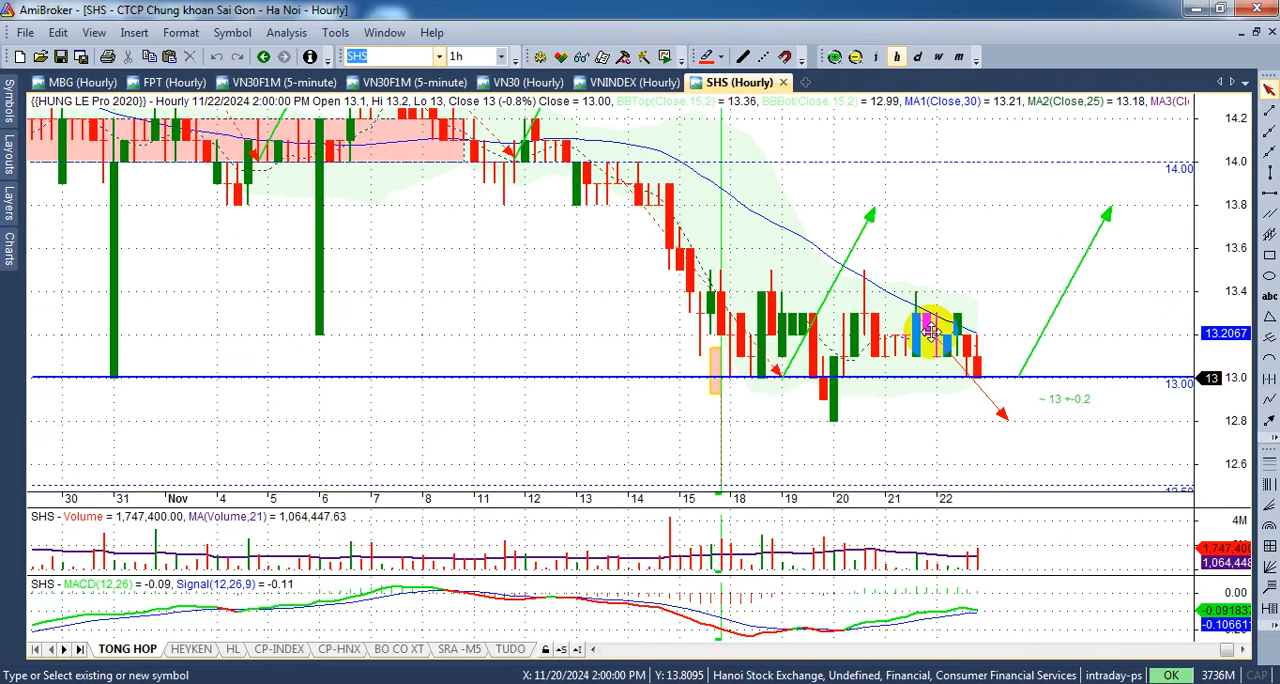 AmiBroker - [SHS - CTCP Chung khoan Sai Gon - Ha Noi - Hourly]
File Edit View Insert Format Symbol Analysis Tools Window Help
SHS 1h i i h d w m
MBG (Hourly) FPT (Hourly) VN30F1M (5-minute) VN30F1M (5-minute) VN30 (Hourly) VNINDEX (Hourly) SHS (Hourly)
Symbols
Layouts
Layers
Charts
{{HUNG LE Pro 2020}} - Hourly 11/22/2024 2:00:00 PM Open 13.1, Hi 13.2, Lo 13, Close 13 (-0.8%) Close = 13.00, BBTop(Close,15.2) = 13.36, BBBot(Close,15.2) = 12.99, MA1(Close,30) = 13.21, MA2(Close,25) = 13.18, MA3(Cl
14.2
14.0
14.00
13.8
13.6
13.4
13.2067
13.0
13
13.00
~ 13 +-0.2
12.8
12.6
abc
30 31 Nov 4 5 6 7 8 11 12 13 14 15 18 19 20 21 22
SHS - Volume = 1,747,400.00, MA(Volume,21) = 1,064,447.63
4M
1,747,400
1,064,448
SHS - MACD(12,26) = -0.09, Signal(12,26,9) = -0.11
0.00
-0.091837
-0.106611
TONG HOP HEYKEN HL CP-INDEX CP-HNX BO CO XT SRA -M5 TUDO
Type or Select existing or new symbol X: 11/20/2024 2:00:00 PM Y: 13.8095 Hanoi Stock Exchange, Undefined, Financial, Consumer Financial Services intraday-ps OK 3736M CAP